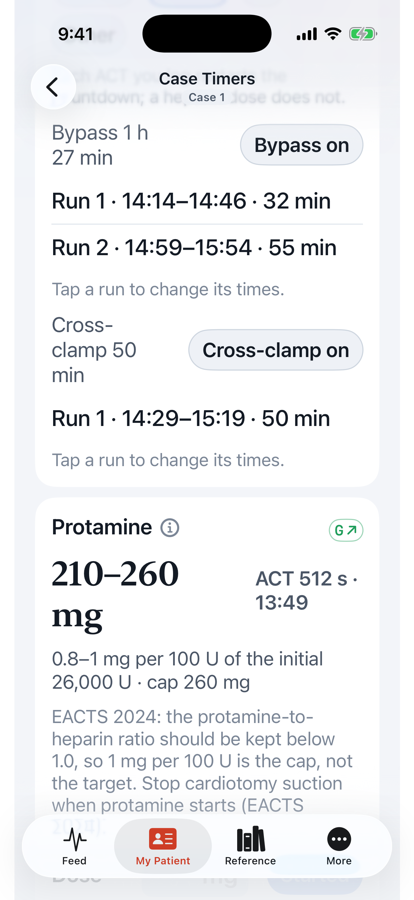 9:41
Case Timers
Case 1
Bypass 1 h
27 min
Bypass on
Run 1 · 14:14–14:46 · 32 min
Run 2 · 14:59–15:54 · 55 min
Tap a run to change its times.
Cross-
clamp 50
min
Cross-clamp on
Run 1 · 14:29–15:19 · 50 min
Tap a run to change its times.
Protamine
G
210–260
mg
ACT 512 s ·
13:49
0.8–1 mg per 100 U of the initial
26,000 U · cap 260 mg
EACTS 2024: the protamine-to-
heparin ratio should be kept below
1.0, so 1 mg per 100 U is the cap, not
the target. Stop cardiotomy suction
when protamine starts (EACTS
Feed
My Patient
Reference
More